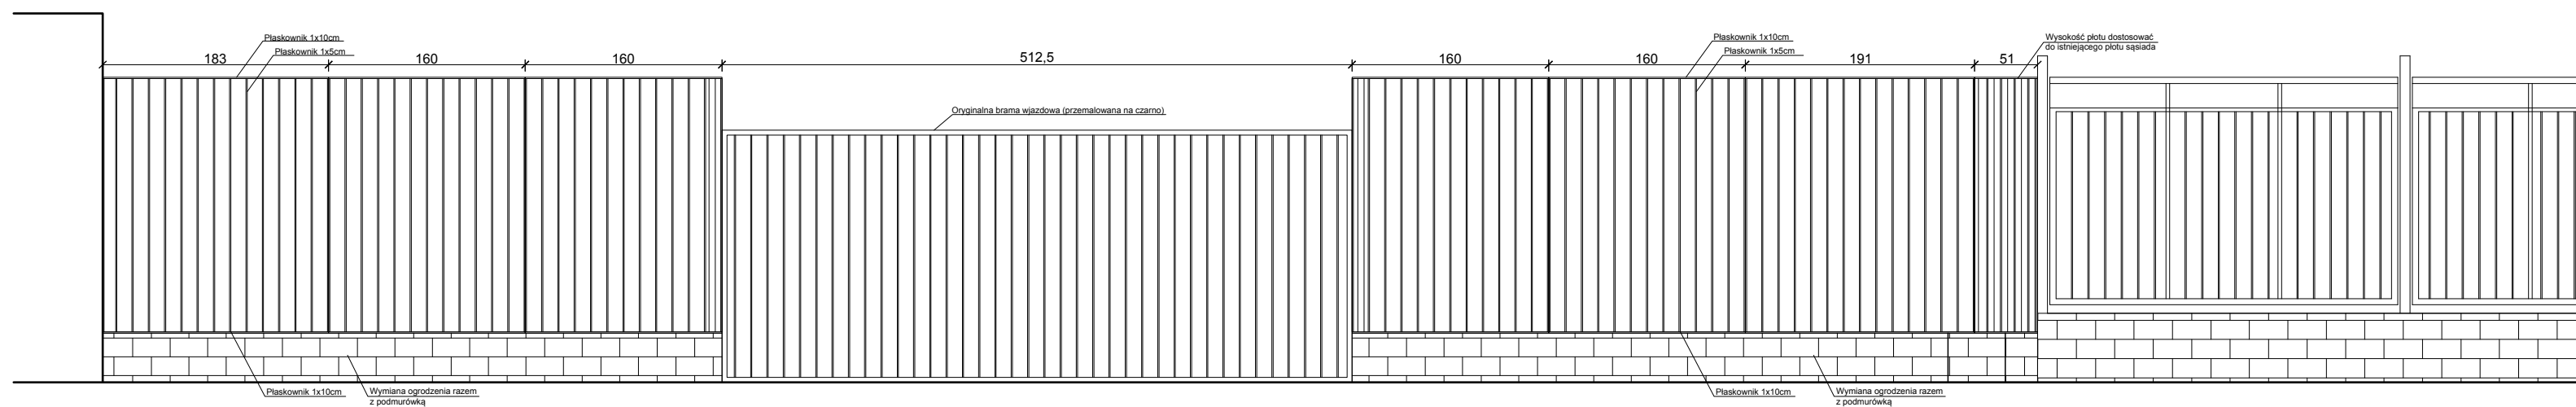 Płaskownik 1x10cm
Płaskownik 1x5cm
183
160
160
512,5
Oryginalna brama wjazdowa (przemalowana na czarno)
Płaskownik 1x10cm
Płaskownik 1x5cm
160
160
191
51
Wysokość płotu dostosować
do istniejącego płotu sąsiada
Płaskownik 1x10cm
Wymiana ogrodzenia razem
z podmurówką
Płaskownik 1x10cm
Wymiana ogrodzenia razem
z podmurówką